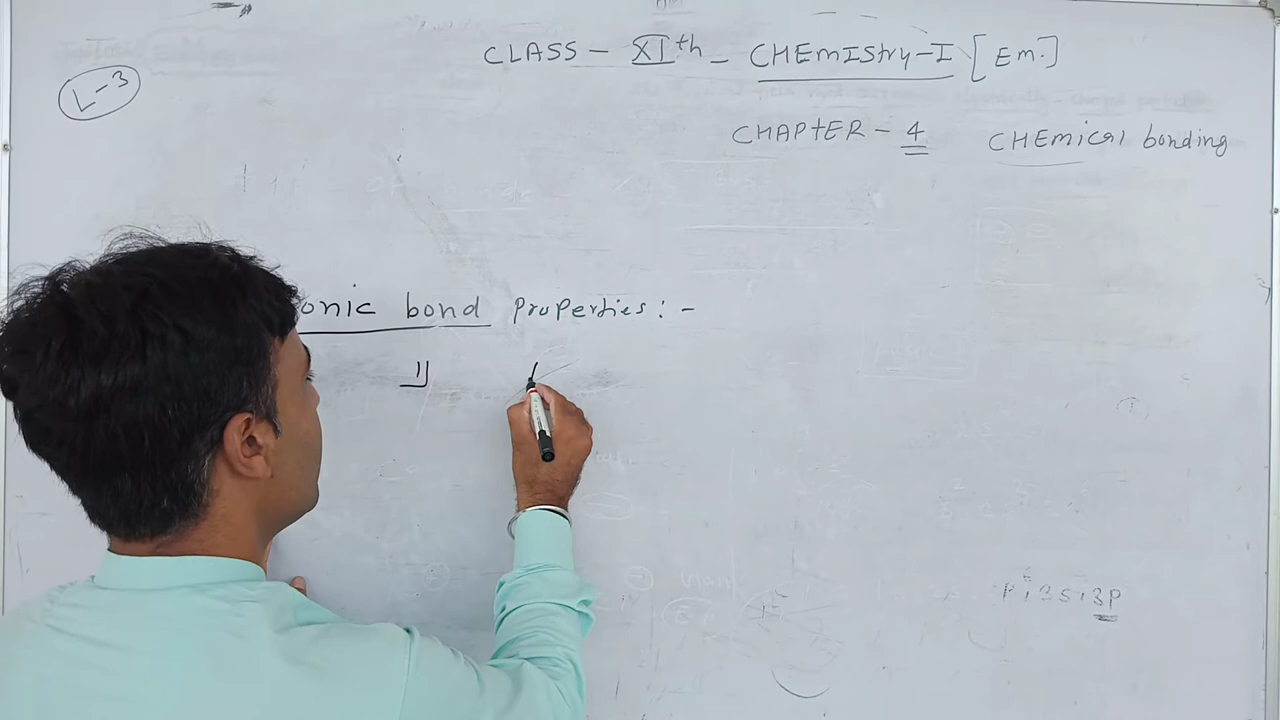 CLASS - XIth - CHEMIStry-I [Em.]
L-3
CHAPtER - 4 CHEMical bonding
onic bond Properties: -
1)